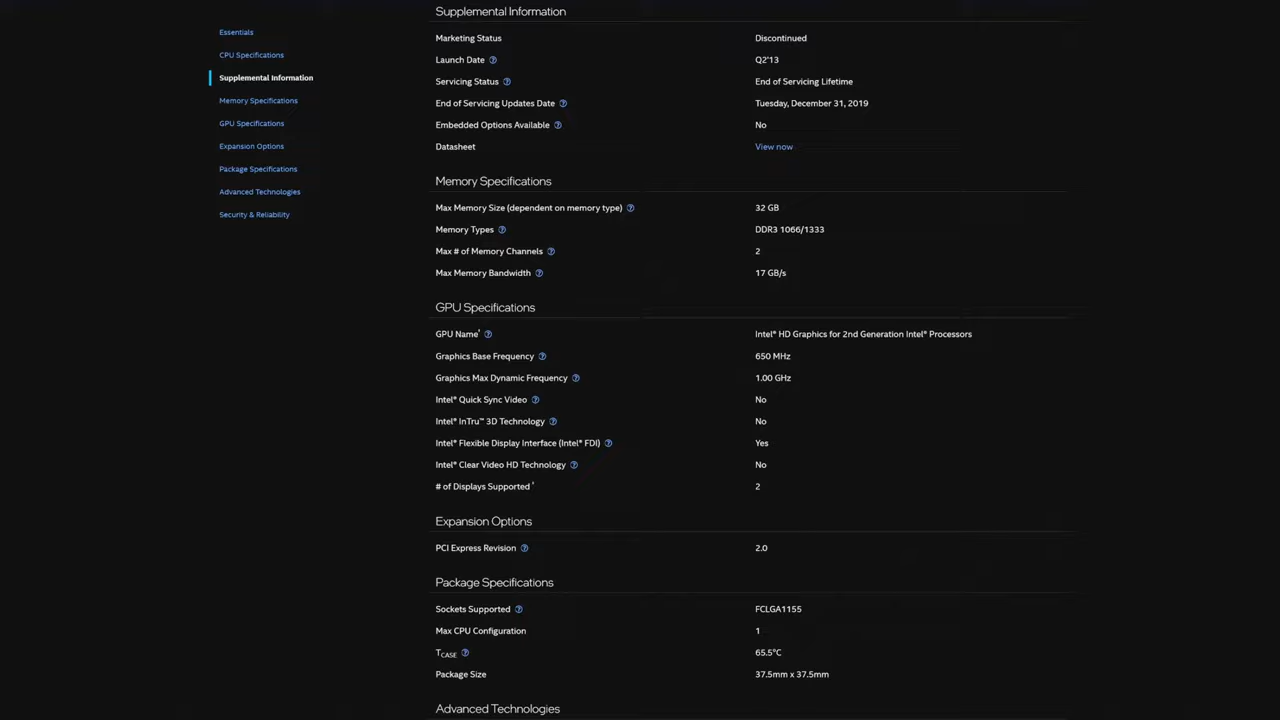 Essentials
CPU Specifications
Supplemental Information
Memory Specifications
GPU Specifications
Expansion Options
Package Specifications
Advanced Technologies
Security & Reliability
Supplemental Information
Marketing Status Discontinued
Launch Date Q2'13
Servicing Status End of Servicing Lifetime
End of Servicing Updates Date Tuesday, December 31, 2019
Embedded Options Available No
Datasheet View now
Memory Specifications
Max Memory Size (dependent on memory type) 32 GB
Memory Types DDR3 1066/1333
Max # of Memory Channels 2
Max Memory Bandwidth 17 GB/s
GPU Specifications
GPU Name‡ Intel® HD Graphics for 2nd Generation Intel® Processors
Graphics Base Frequency 650 MHz
Graphics Max Dynamic Frequency 1.00 GHz
Intel® Quick Sync Video No
Intel® InTru™ 3D Technology No
Intel® Flexible Display Interface (Intel® FDI) Yes
Intel® Clear Video HD Technology No
# of Displays Supported ‡ 2
Expansion Options
PCI Express Revision 2.0
Package Specifications
Sockets Supported FCLGA1155
Max CPU Configuration 1
TCASE 65.5°C
Package Size 37.5mm x 37.5mm
Advanced Technologies